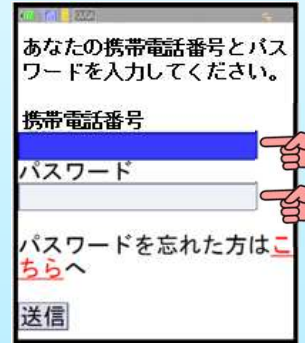 あなたの携帯電話番号とパス
ワードを入力してください。
携帯電話番号
パスワード
パスワードを忘れた方はこ
ちらへ
送信